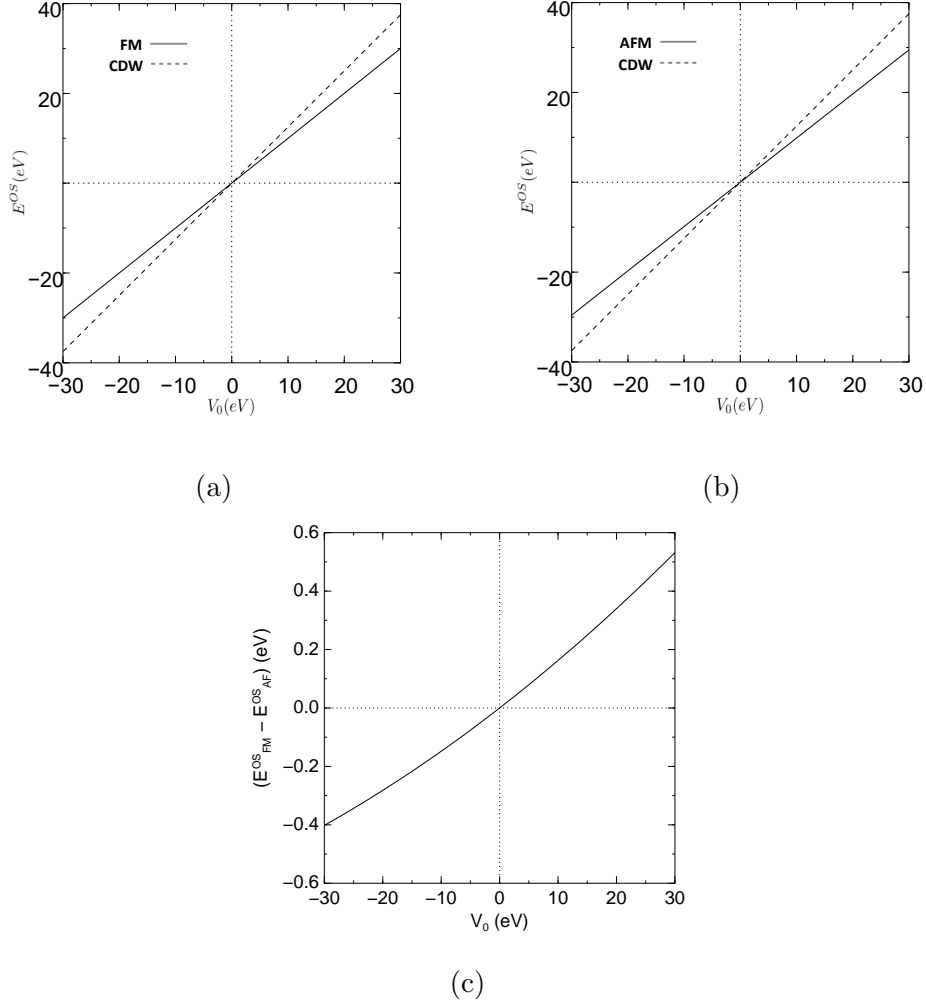 40
20
−20
−40
FM
CDW
E^{OS}(eV)
−30 −20 −10 0 10 20 30
V_0(eV)
(a)
40
20
−20
−40
AFM
CDW
E^{OS}(eV)
−30 −20 −10 0 10 20 30
V_0(eV)
(b)
0.6
0.4
0.2
0.0
−0.2
−0.4
−0.6
(E^{OS}_{FM} − E^{OS}_{AF}) (eV)
−30 −20 −10 0 10 20 30
V_0 (eV)
(c)